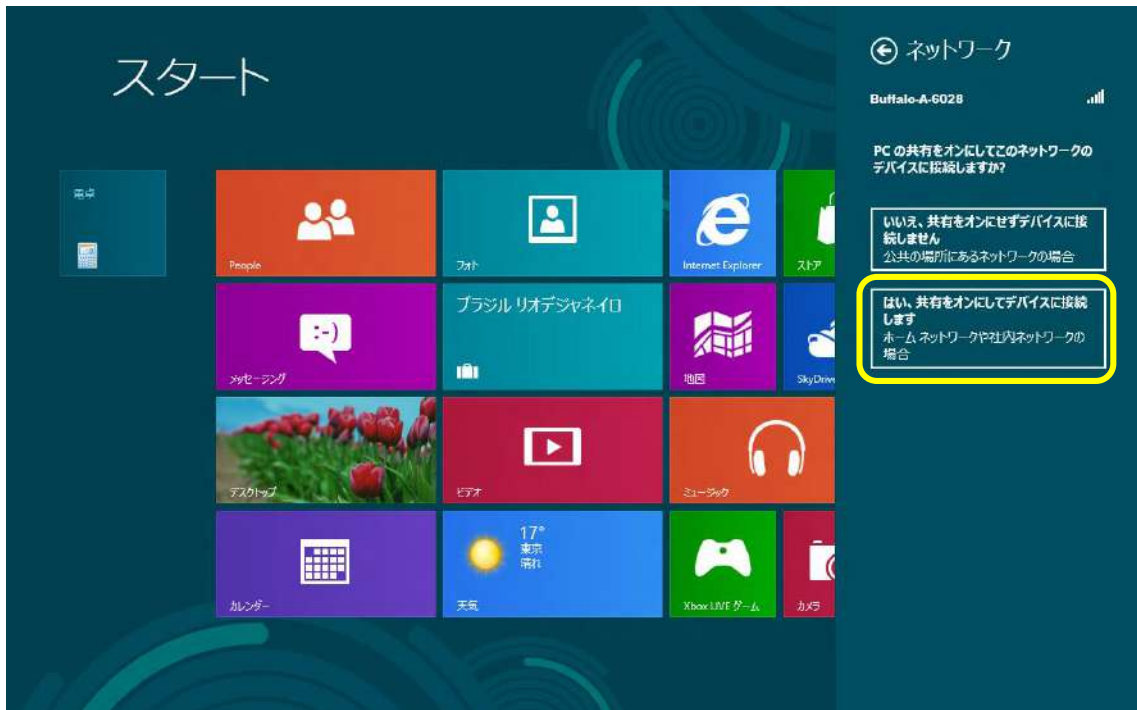 スタート
電卓
People
フォト
Internet Explorer
ストア
メッセージング
:-)
ブラジル リオデジャネイロ
地図
SkyDrive
デスクトップ
ビデオ
ミュージック
カレンダー
17°
東京
晴れ
天気
Xbox LIVE ゲーム
カメラ
ネットワーク
Buffalo-A-6028
PC の共有をオンにしてこのネットワークの
デバイスに接続しますか?
いいえ、共有をオンにせずデバイスに接
続しません
公共の場所にあるネットワークの場合
はい、共有をオンにしてデバイスに接続
します
ホーム ネットワークや社内ネットワークの
場合